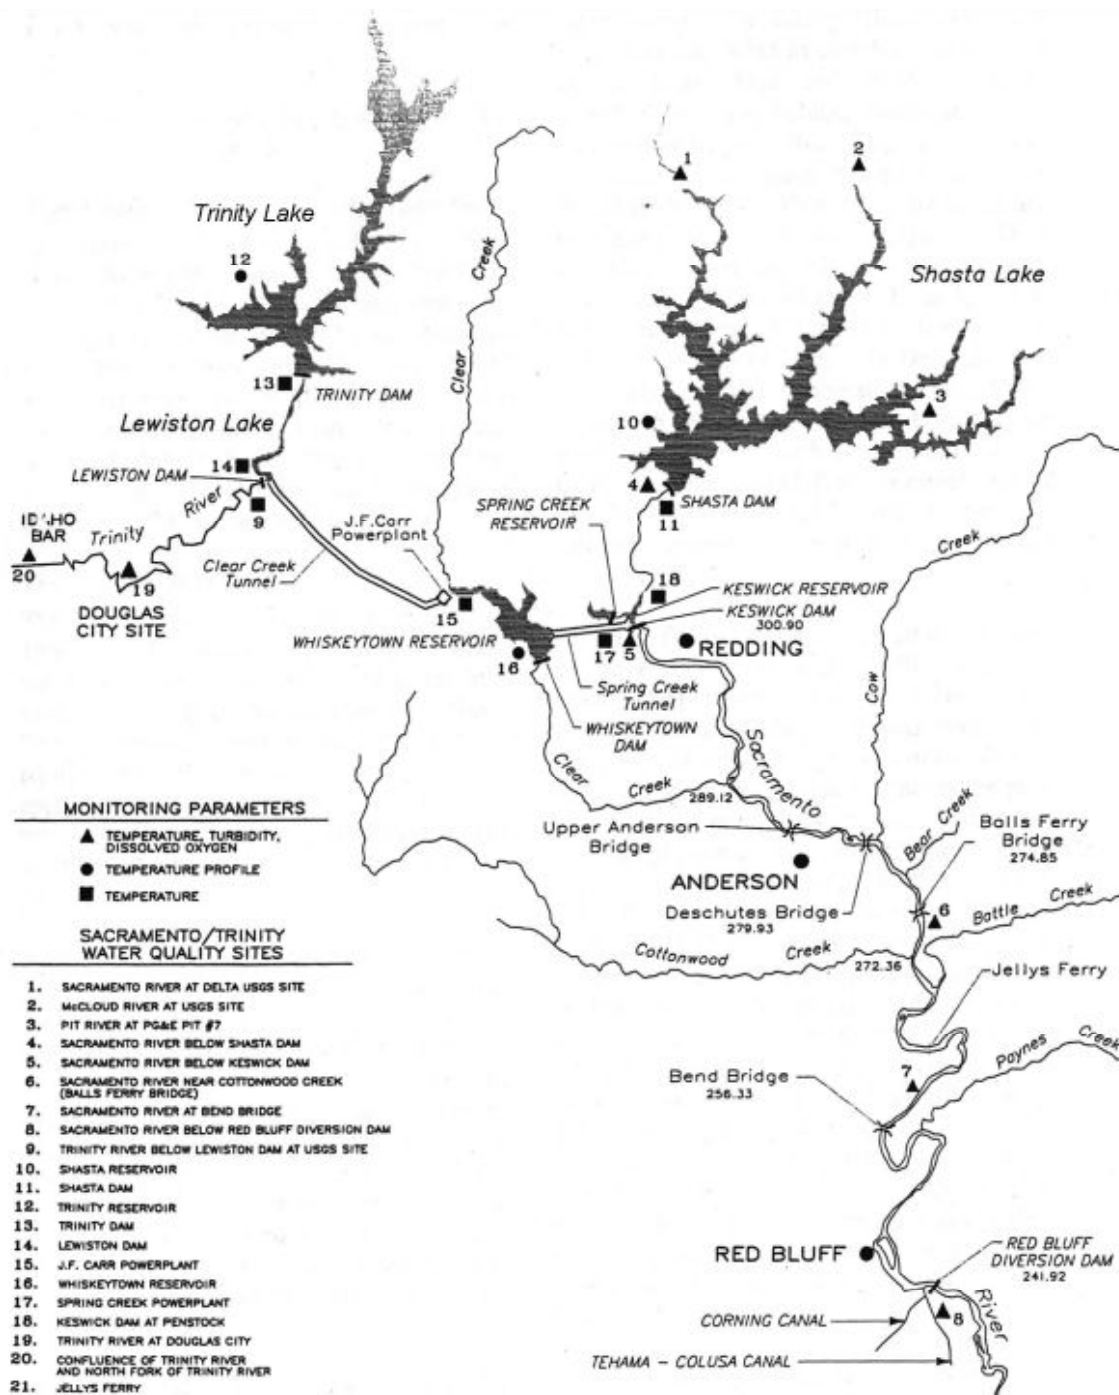 1
2
Trinity Lake
12
Creek
Shasta Lake
13
TRINITY DAM
Clear
3
10
Lewiston Lake
14
LEWISTON DAM
4
SHASTA DAM
11
SPRING CREEK
RESERVOIR
River
9
J.F.Carr
Powerplant
Creek
BAR
Trinity
20
19
Clear Creek
Tunnel
18
KESWICK RESERVOIR
KESWICK DAM
300.90
15
DOUGLAS
CITY SITE
WHISKEYTOWN RESERVOIR
16
17
5
REDDING
Spring Creek
Tunnel
Cow
WHISKEYTOWN
DAM
Sacramento
Clear
Creek
289.12
MONITORING PARAMETERS
TEMPERATURE, TURBIDITY,
DISSOLVED OXYGEN
TEMPERATURE PROFILE
TEMPERATURE
Upper Anderson
Bridge
Bear Creek
Balls Ferry
Bridge
274.85
ANDERSON
Deschutes Bridge
279.93
6
Battle
Creek
Cottonwood
Creek
272.36
Jellys Ferry
SACRAMENTO/TRINITY
WATER QUALITY SITES
1. SACRAMENTO RIVER AT DELTA USGS SITE
2. McCLOUD RIVER AT USGS SITE
3. PIT RIVER AT PG&E PIT #7
4. SACRAMENTO RIVER BELOW SHASTA DAM
5. SACRAMENTO RIVER BELOW KESWICK DAM
6. SACRAMENTO RIVER NEAR COTTONWOOD CREEK
(BALLS FERRY BRIDGE)
7. SACRAMENTO RIVER AT BEND BRIDGE
8. SACRAMENTO RIVER BELOW RED BLUFF DIVERSION DAM
9. TRINITY RIVER BELOW LEWISTON DAM AT USGS SITE
10. SHASTA RESERVOIR
11. SHASTA DAM
12. TRINITY RESERVOIR
13. TRINITY DAM
14. LEWISTON DAM
15. J.F. CARR POWERPLANT
16. WHISKEYTOWN RESERVOIR
17. SPRING CREEK POWERPLANT
18. KESWICK DAM AT PENSTOCK
19. TRINITY RIVER AT DOUGLAS CITY
20. CONFLUENCE OF TRINITY RIVER
AND NORTH FORK OF TRINITY RIVER
21. JELLYS FERRY
Paynes
Creek
Bend Bridge
256.33
7
RED BLUFF
RED BLUFF
DIVERSION DAM
241.92
River
CORNING CANAL
8
TEHAMA - COLUSA CANAL